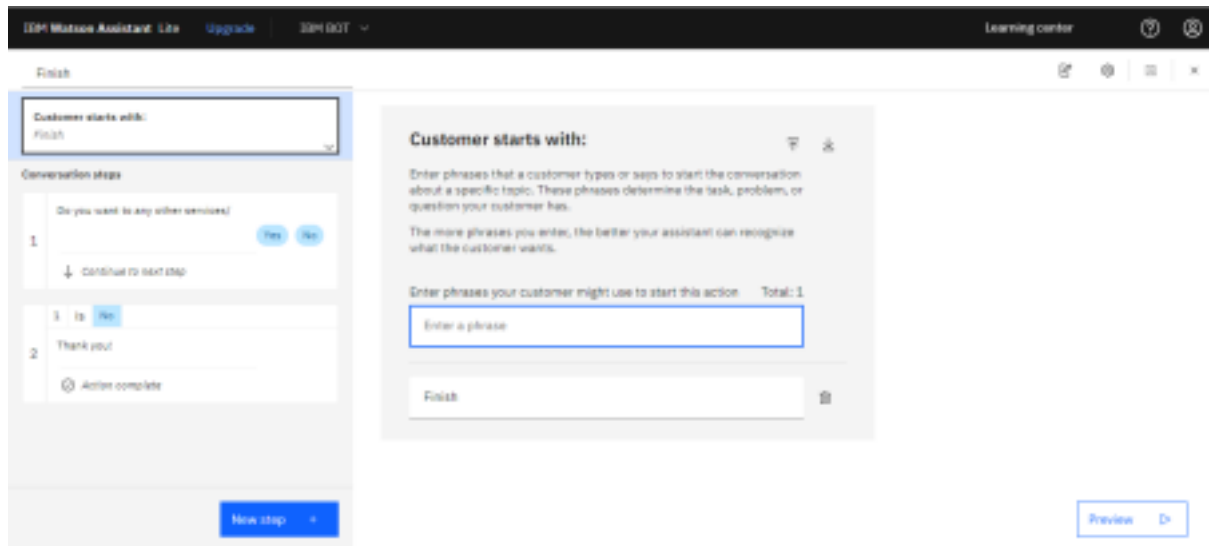 IBM Watson Assistant Lite Upgrade IBM BOT Learning center
Finish
Customer starts with:
Finish
Conversation steps
1
Do you want to any other services/
Yes No
Continue to next step
2
1 is No
Thank you!
Action complete
New step +
Customer starts with:
Enter phrases that a customer types or says to start the conversation
about a specific topic. These phrases determine the task, problem, or
question your customer has.
The more phrases you enter, the better your assistant can recognize
what the customer wants.
Enter phrases your customer might use to start this action Total: 1
Enter a phrase
Finish
Preview